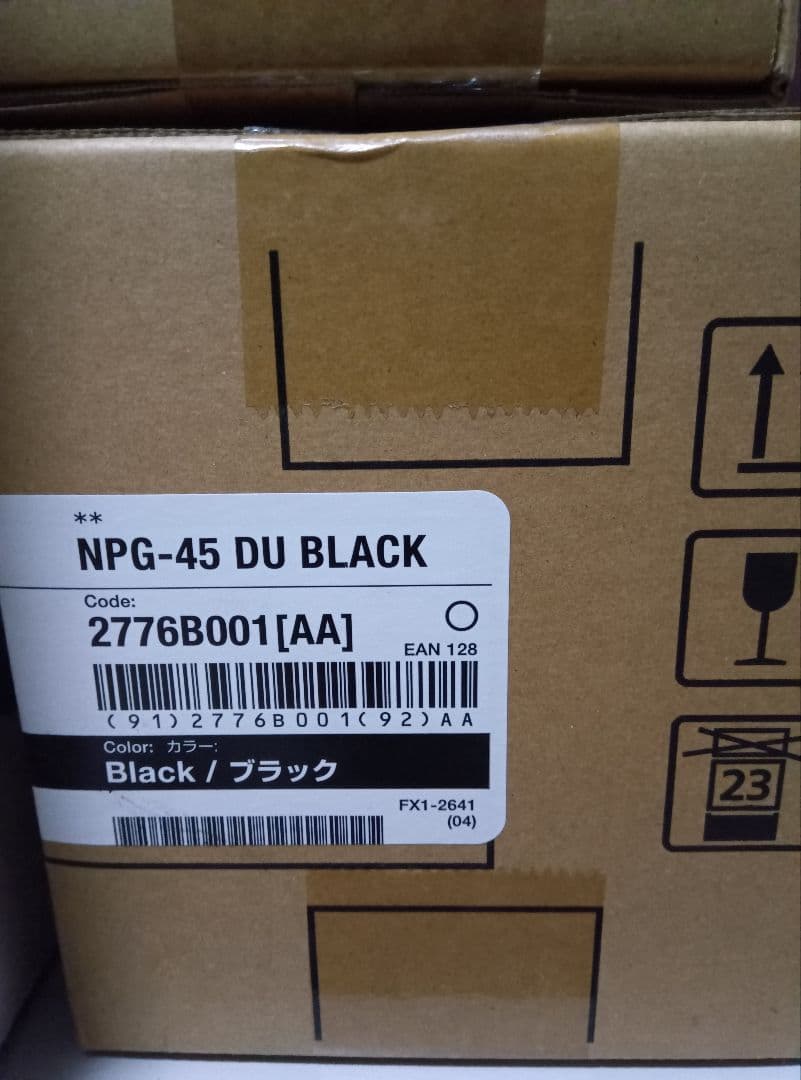 **
NPG-45 DU BLACK
Code:
2776B001[AA]
EAN 128
(91)2776B001(92)AA
Color: カラー:
Black / ブラック
FX1-2641
(04)
23